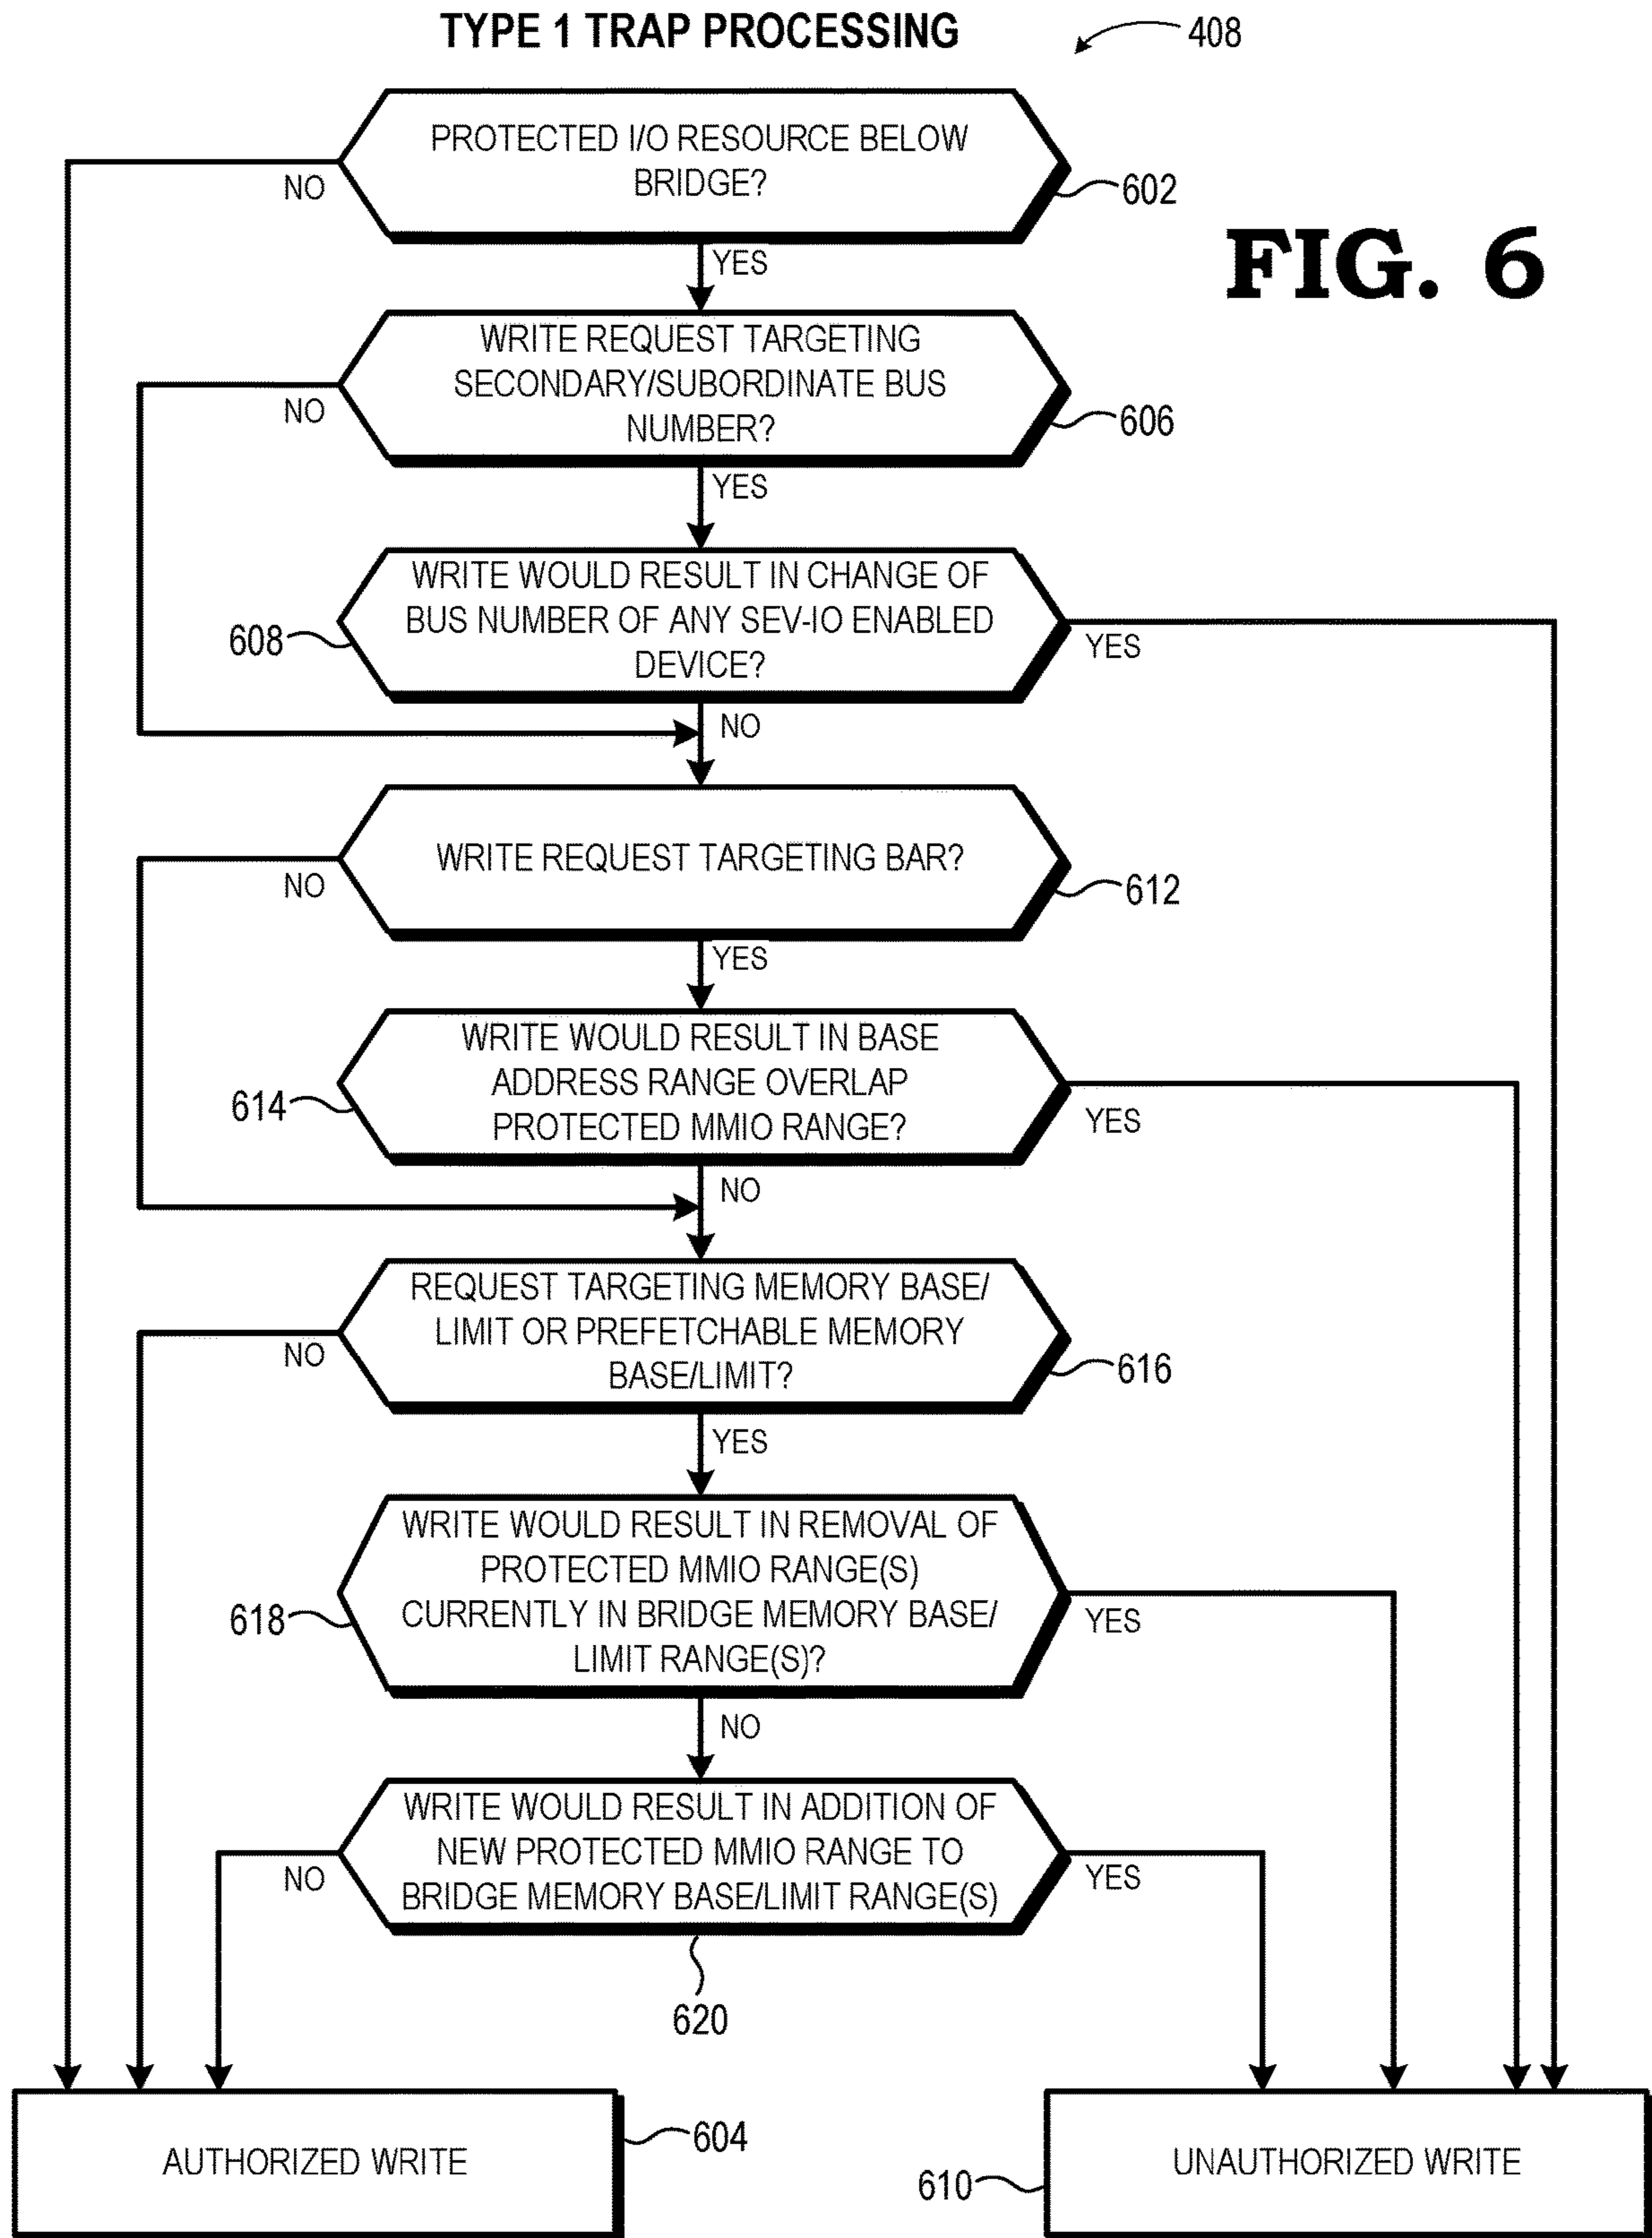 TYPE 1 TRAP PROCESSING
408
PROTECTED I/O RESOURCE BELOW
BRIDGE?
NO
602
YES
FIG. 6
WRITE REQUEST TARGETING
SECONDARY/SUBORDINATE BUS
NUMBER?
NO
606
YES
WRITE WOULD RESULT IN CHANGE OF
BUS NUMBER OF ANY SEV-IO ENABLED
DEVICE?
608
YES
NO
WRITE REQUEST TARGETING BAR?
NO
612
YES
WRITE WOULD RESULT IN BASE
ADDRESS RANGE OVERLAP
PROTECTED MMIO RANGE?
614
YES
NO
REQUEST TARGETING MEMORY BASE/
LIMIT OR PREFETCHABLE MEMORY
BASE/LIMIT?
NO
616
YES
WRITE WOULD RESULT IN REMOVAL OF
PROTECTED MMIO RANGE(S)
CURRENTLY IN BRIDGE MEMORY BASE/
LIMIT RANGE(S)?
618
YES
NO
WRITE WOULD RESULT IN ADDITION OF
NEW PROTECTED MMIO RANGE TO
BRIDGE MEMORY BASE/LIMIT RANGE(S)
NO
YES
620
AUTHORIZED WRITE
604
UNAUTHORIZED WRITE
610